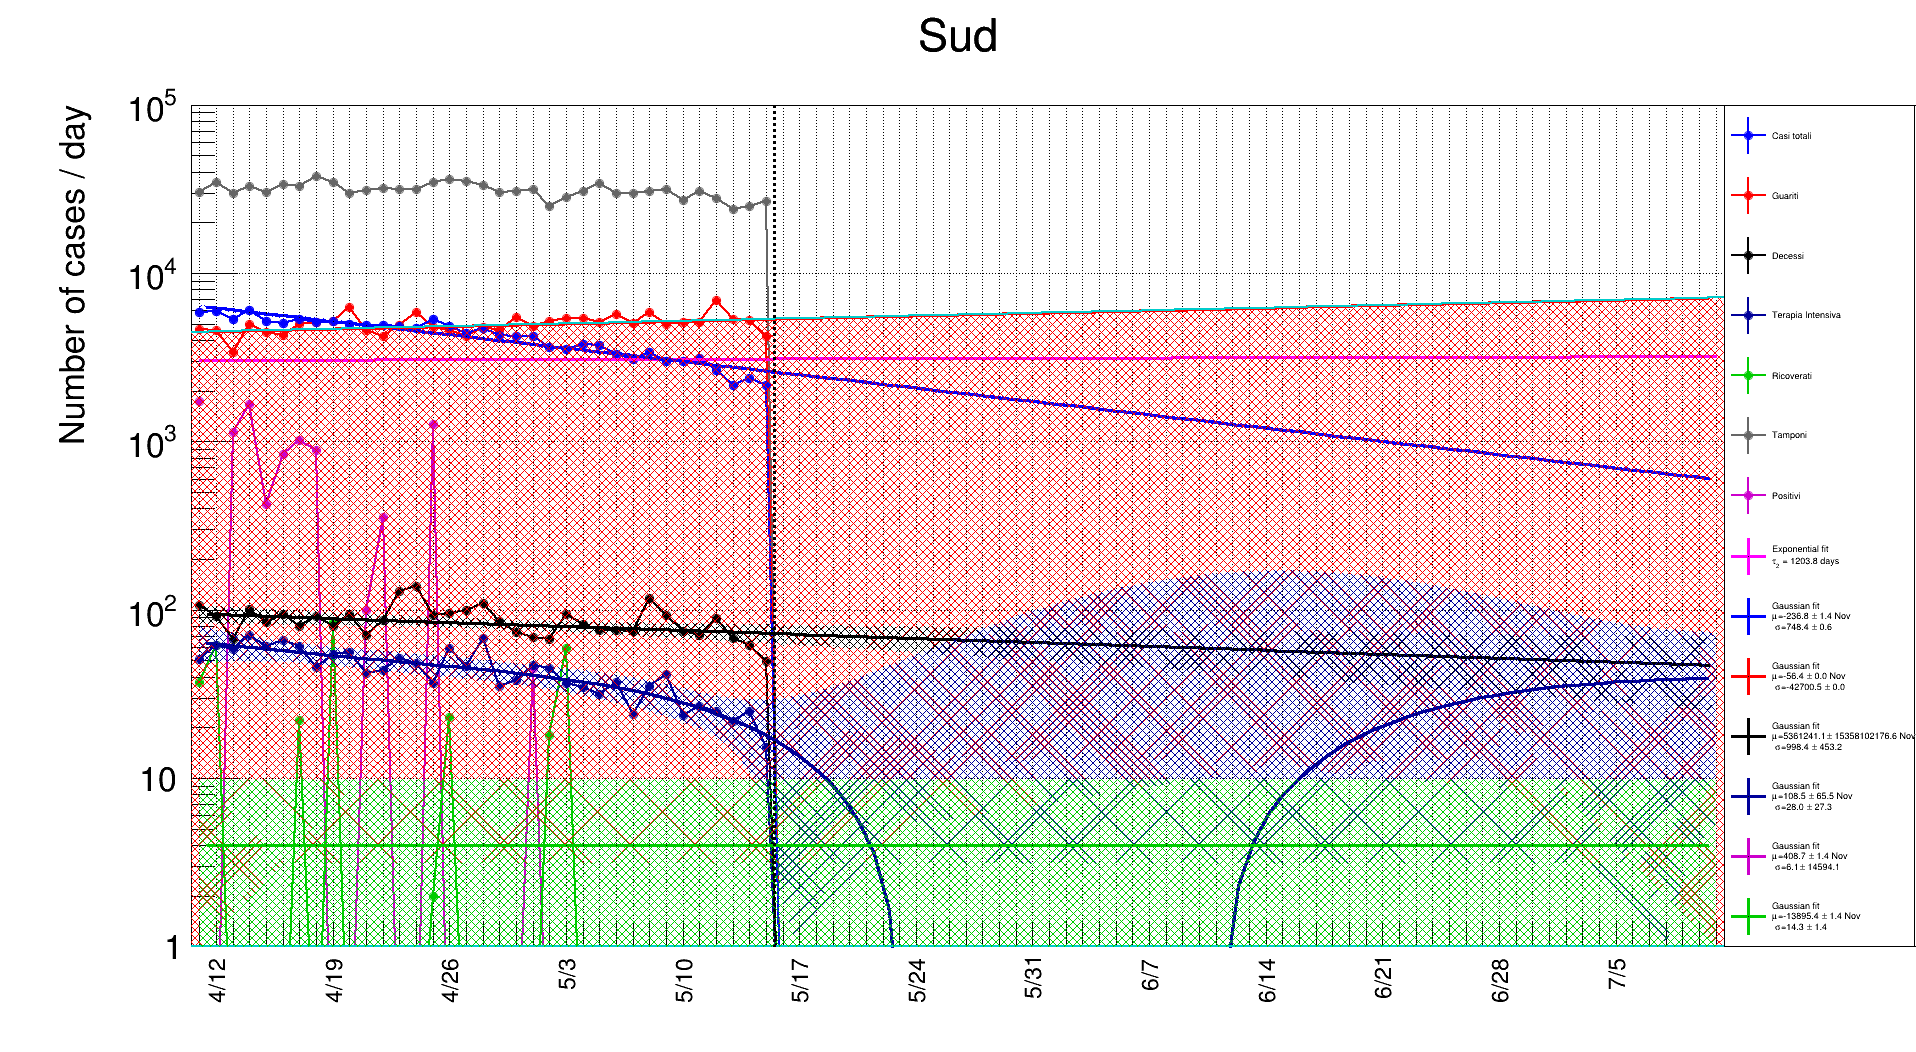 Sud
Number of cases / day
10^5
10^4
10^3
10^2
10
1
4/12
4/19
4/26
5/3
5/10
5/17
5/24
5/31
6/7
6/14
6/21
6/28
7/5
Casi totali
Guariti
Decessi
Terapia Intensiva
Ricoverati
Tamponi
Positivi
Exponential fit
τ₂ = 1203.8 days
Gaussian fit
μ=-236.8 ± 1.4 Nov
σ=748.4 ± 0.6
Gaussian fit
μ=-56.4 ± 0.0 Nov
σ=-42700.5 ± 0.0
Gaussian fit
μ=5361241.1± 15358102176.6 Nov
σ=998.4 ± 453.2
Gaussian fit
μ=108.5 ± 65.5 Nov
σ=28.0 ± 27.3
Gaussian fit
μ=408.7 ± 1.4 Nov
σ=6.1± 14594.1
Gaussian fit
μ=-13895.4 ± 1.4 Nov
σ=14.3 ± 1.4